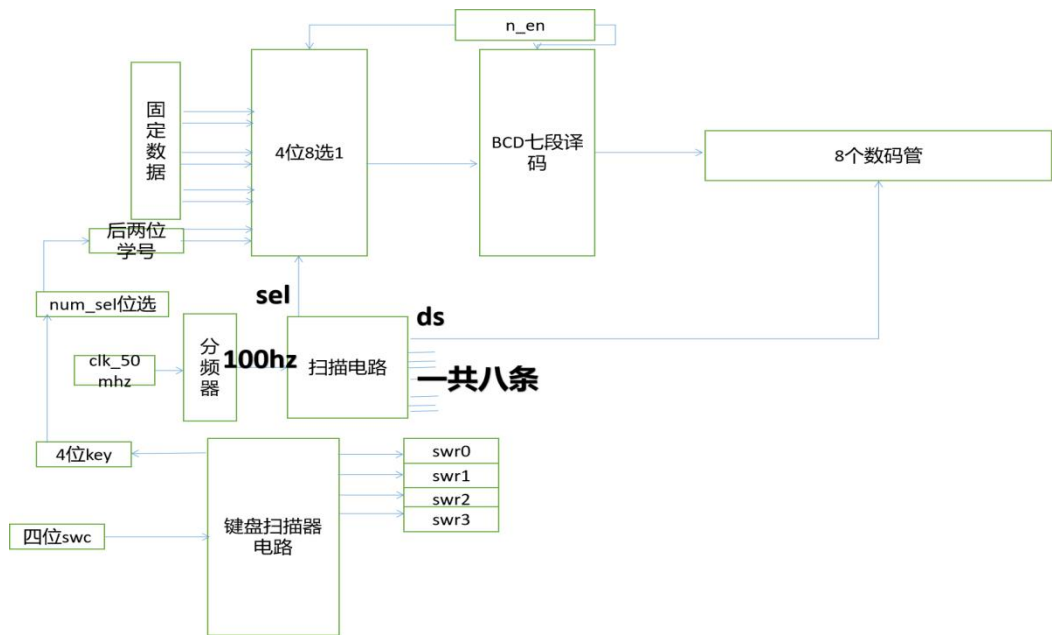 n_en
固
定
数
据
4位8选1
BCD七段译
码
8个数码管
后两位
学号
sel
num_sel位选
ds
clk_50
mhz
分
频
器
100hz
扫描电路
一共八条
4位key
swr0
swr1
swr2
swr3
四位swc
键盘扫描器
电路